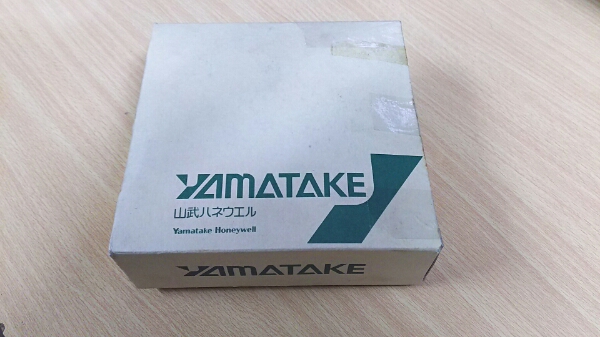 YAMATAKE
山武ハネウエル
Yamatake Honeywell
YAMATAKE